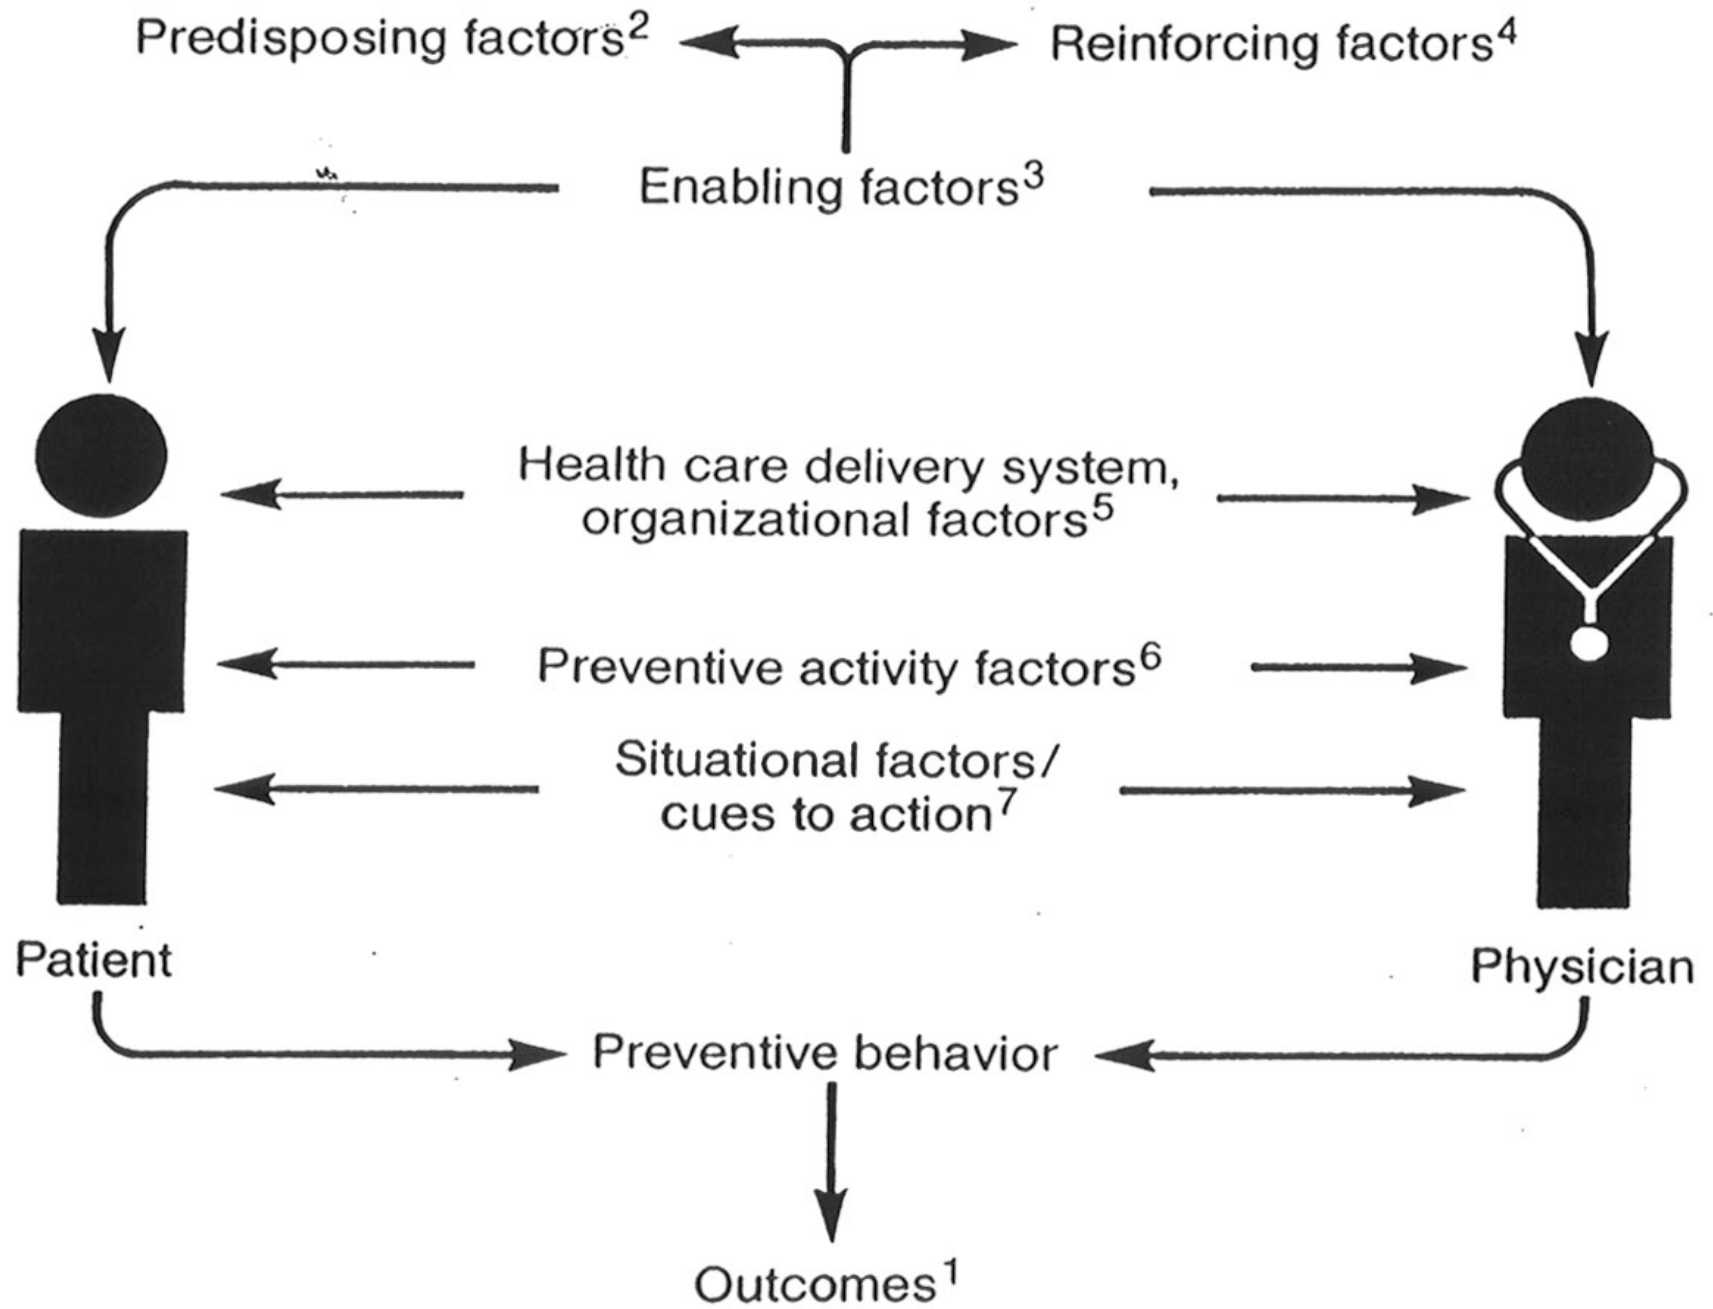 Predisposing factors²
Reinforcing factors⁴
Enabling factors³
Health care delivery system,
organizational factors⁵
Preventive activity factors⁶
Situational factors/
cues to action⁷
Patient
Physician
Preventive behavior
Outcomes¹